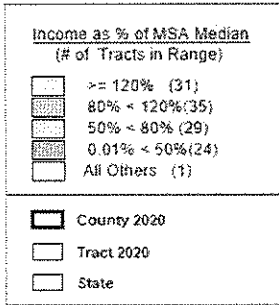 Income as % of MSA Median
(# of Tracts in Range)
>= 120% (31)
80% < 120%(35)
50% < 80% (29)
0.01% < 50%(24)
All Others (1)
County 2020
Tract 2020
State